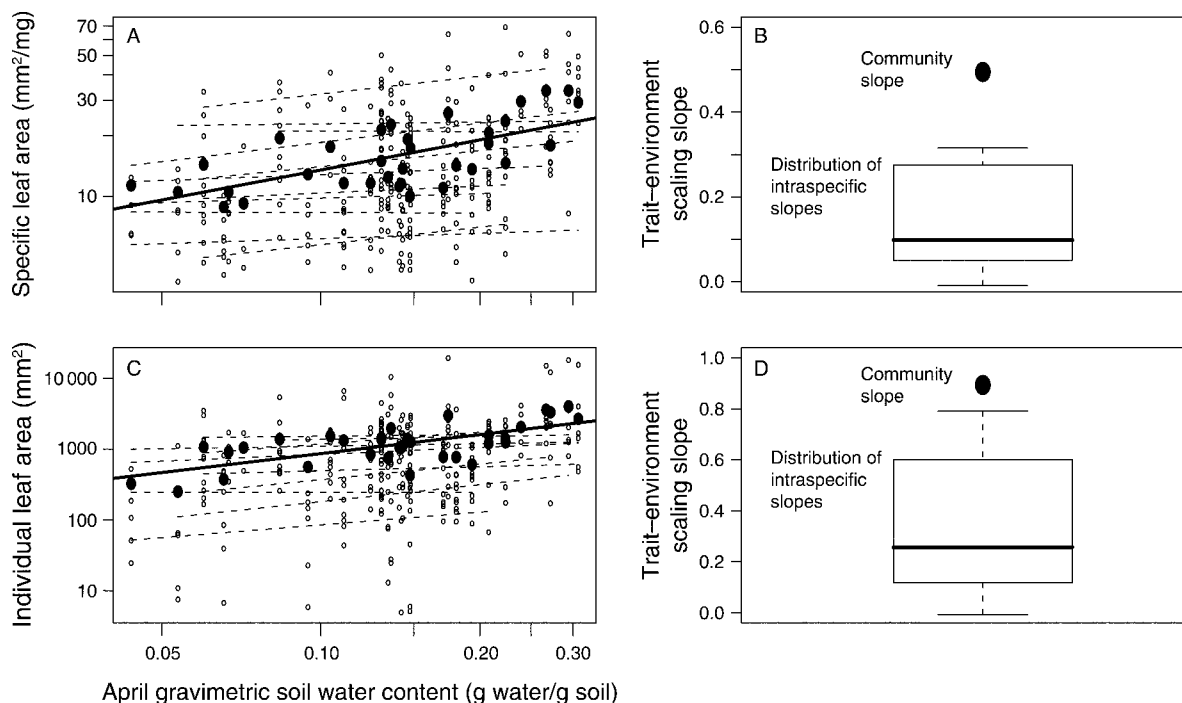 A
Specific leaf area (mm²/mg)
70
50
30
10
B
Trait–environment
scaling slope
0.6
0.4
0.2
0.0
Community
slope
Distribution of
intraspecific
slopes
C
Individual leaf area (mm²)
10 000
1000
100
10
0.05
0.10
0.20
0.30
April gravimetric soil water content (g water/g soil)
D
Trait–environment
scaling slope
1.0
0.8
0.6
0.4
0.2
0.0
Community
slope
Distribution of
intraspecific
slopes